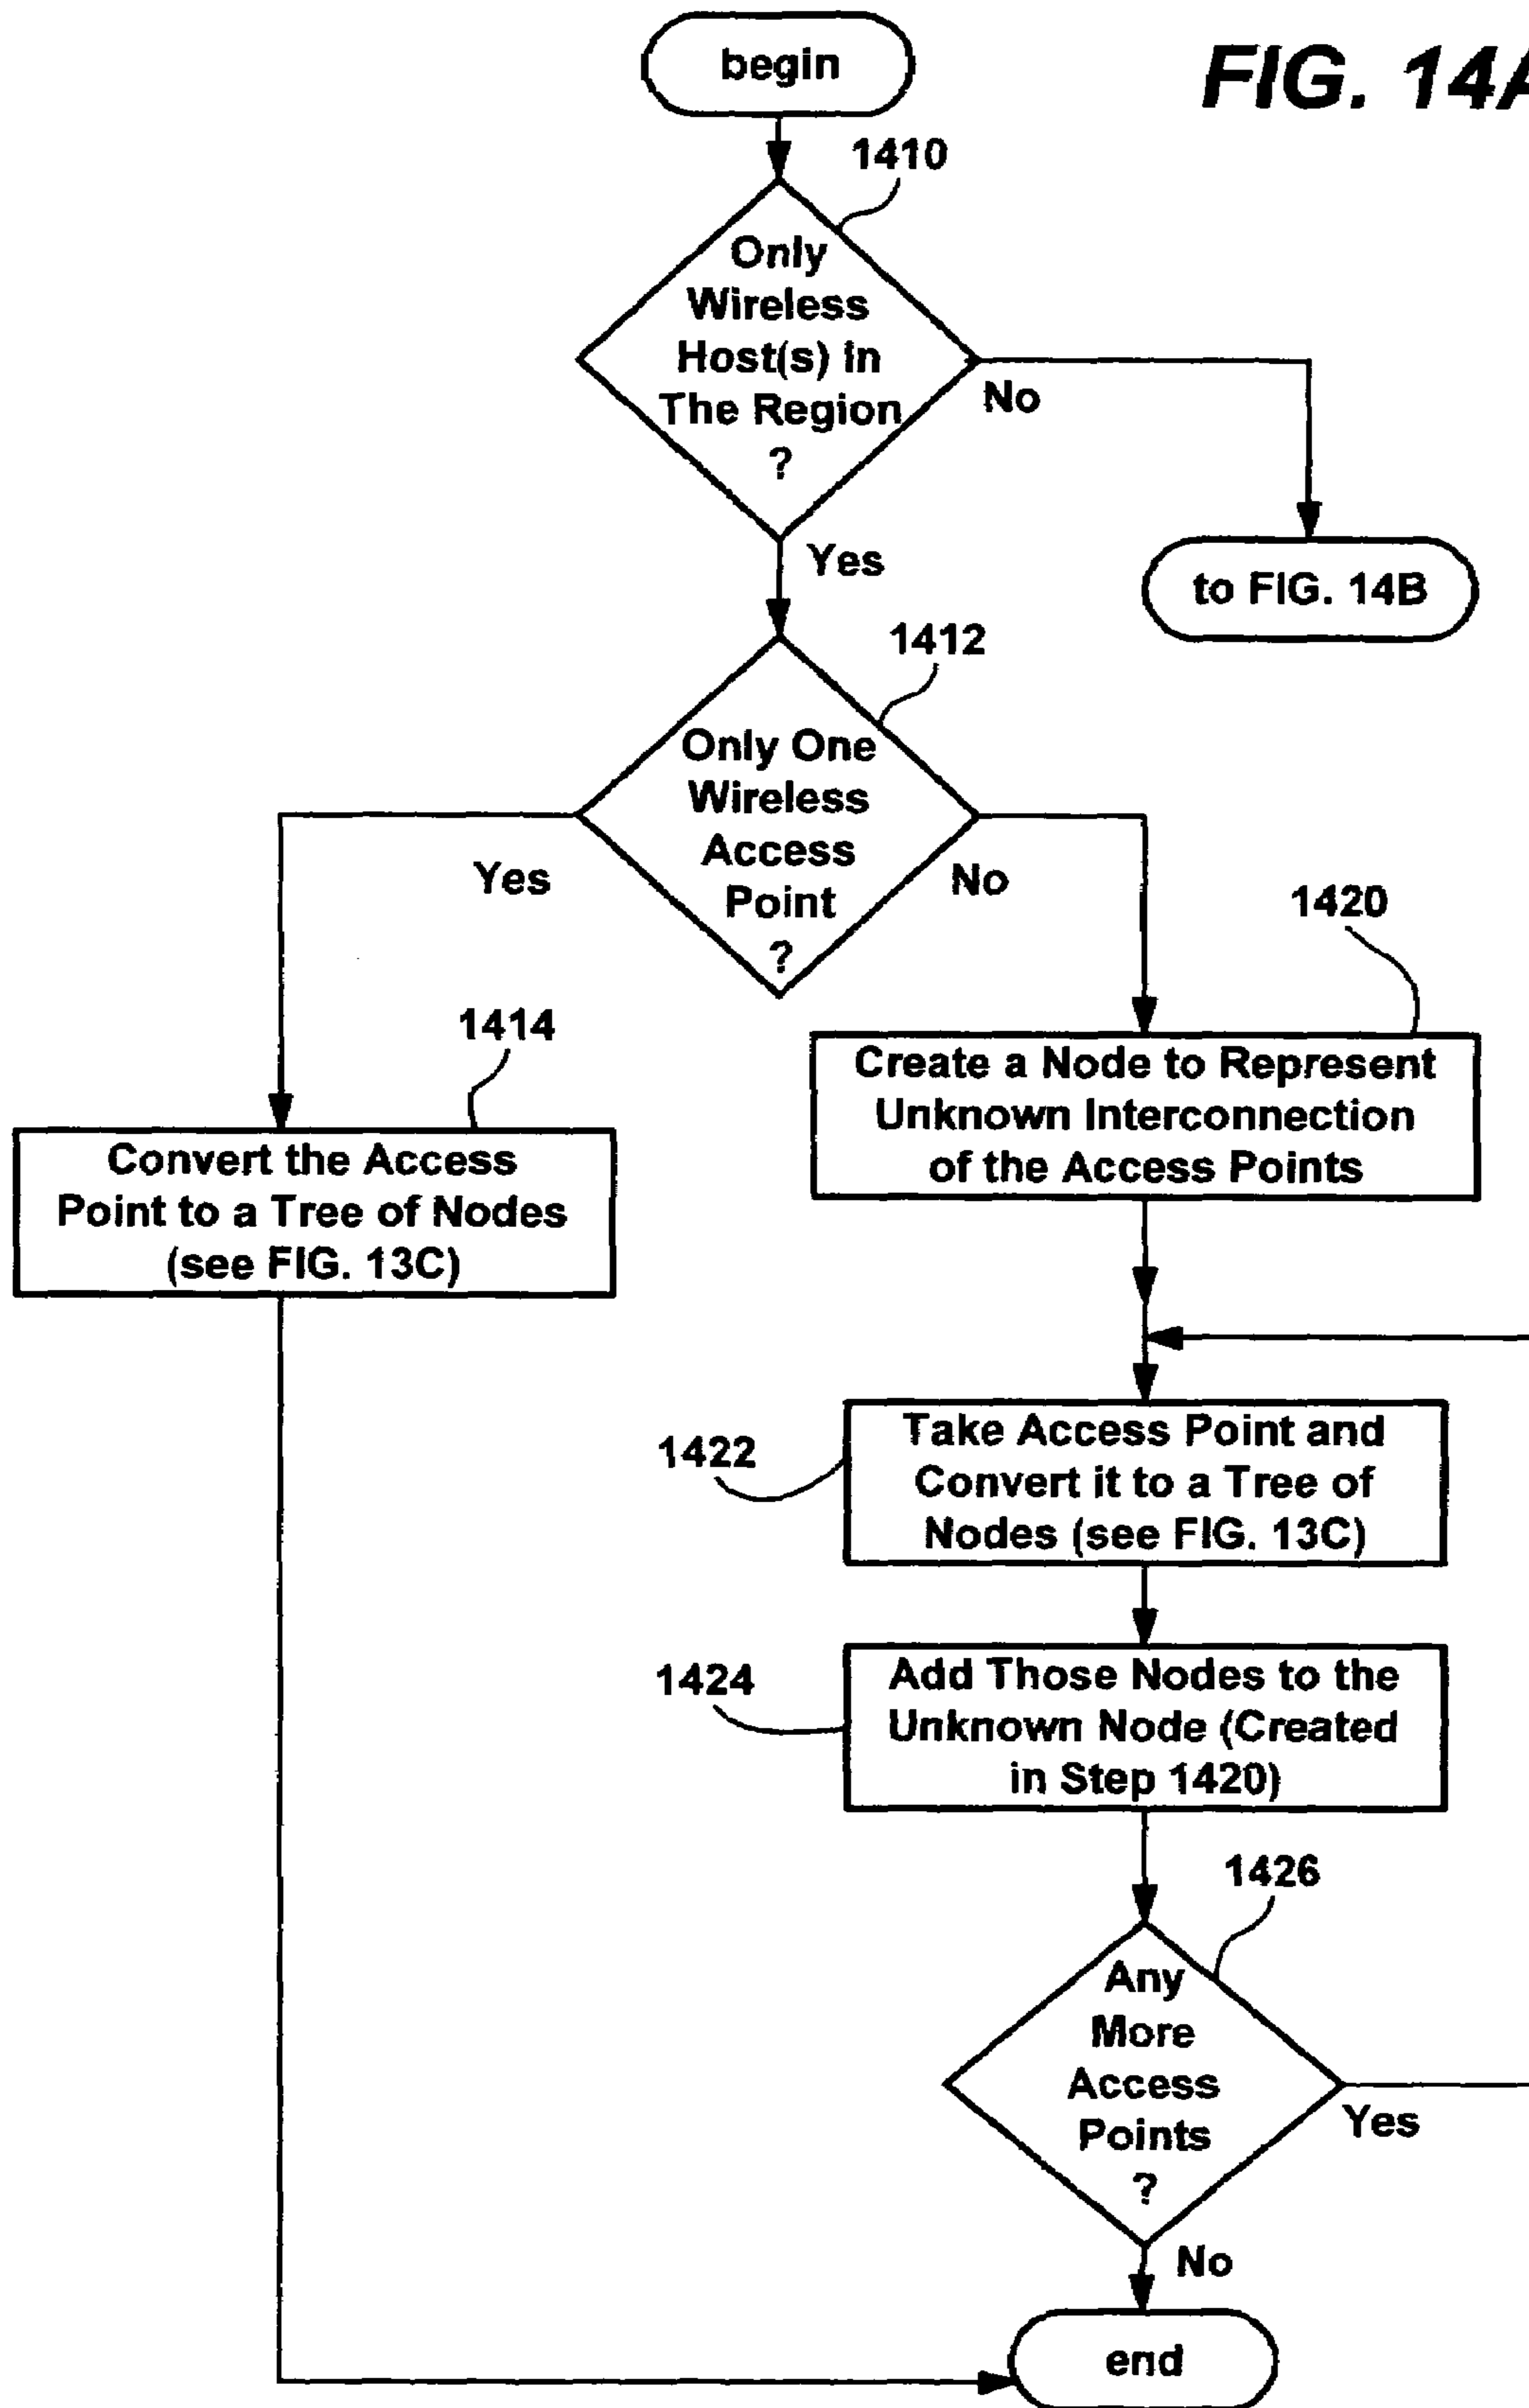 begin
FIG. 14A
1410
Only
Wireless
Host(s) in
The Region
?
No
Yes
to FIG. 14B
1412
Only One
Wireless
Access
Point
?
Yes
No
1420
1414
Create a Node to Represent
Unknown Interconnection
of the Access Points
Convert the Access
Point to a Tree of Nodes
(see FIG. 13C)
1422
Take Access Point and
Convert it to a Tree of
Nodes (see FIG. 13C)
1424
Add Those Nodes to the
Unknown Node (Created
in Step 1420)
1426
Any
More
Access
Points
?
Yes
No
end